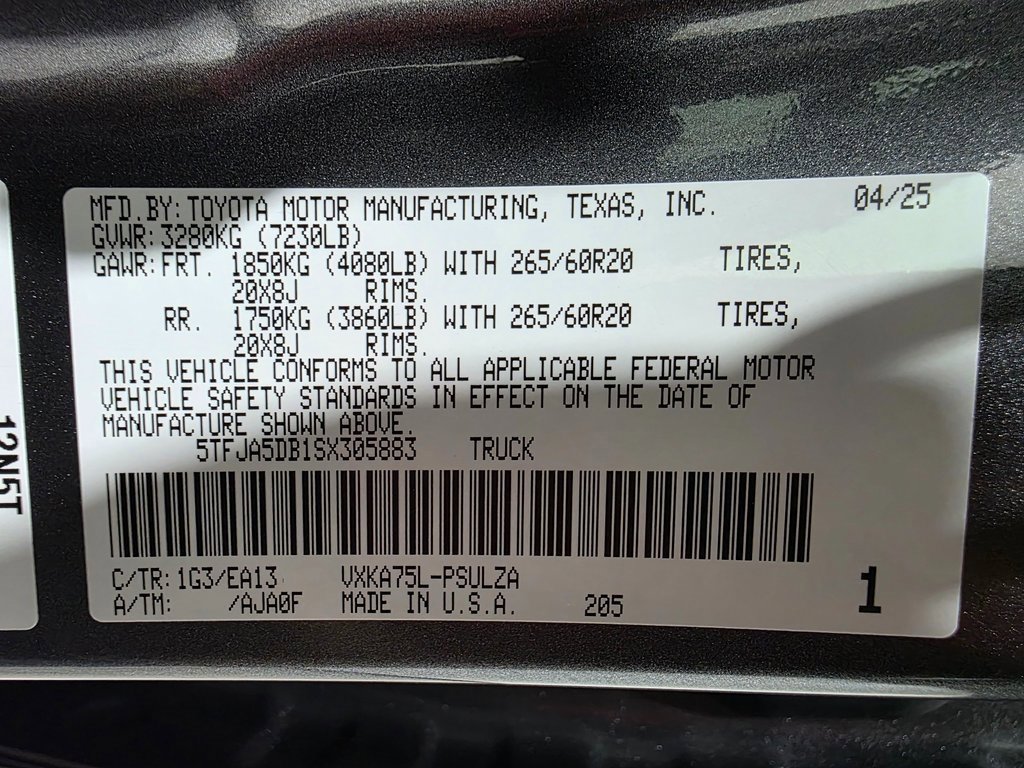 MFD.BY:TOYOTA MOTOR MANUFACTURING, TEXAS, INC. 04/25
GVWR:3280KG (7230LB)
GAWR:FRT. 1850KG (4080LB) WITH 265/60R20 TIRES,
20X8J RIMS.
RR. 1750KG (3860LB) WITH 265/60R20 TIRES,
20X8J RIMS.
THIS VEHICLE CONFORMS TO ALL APPLICABLE FEDERAL MOTOR
VEHICLE SAFETY STANDARDS IN EFFECT ON THE DATE OF
MANUFACTURE SHOWN ABOVE.
5TFJA5DB1SX305883 TRUCK
C/TR:1G3/EA13 VXKA75L-PSULZA
A/TM: /AJA0F MADE IN U.S.A. 205
1
12N5T